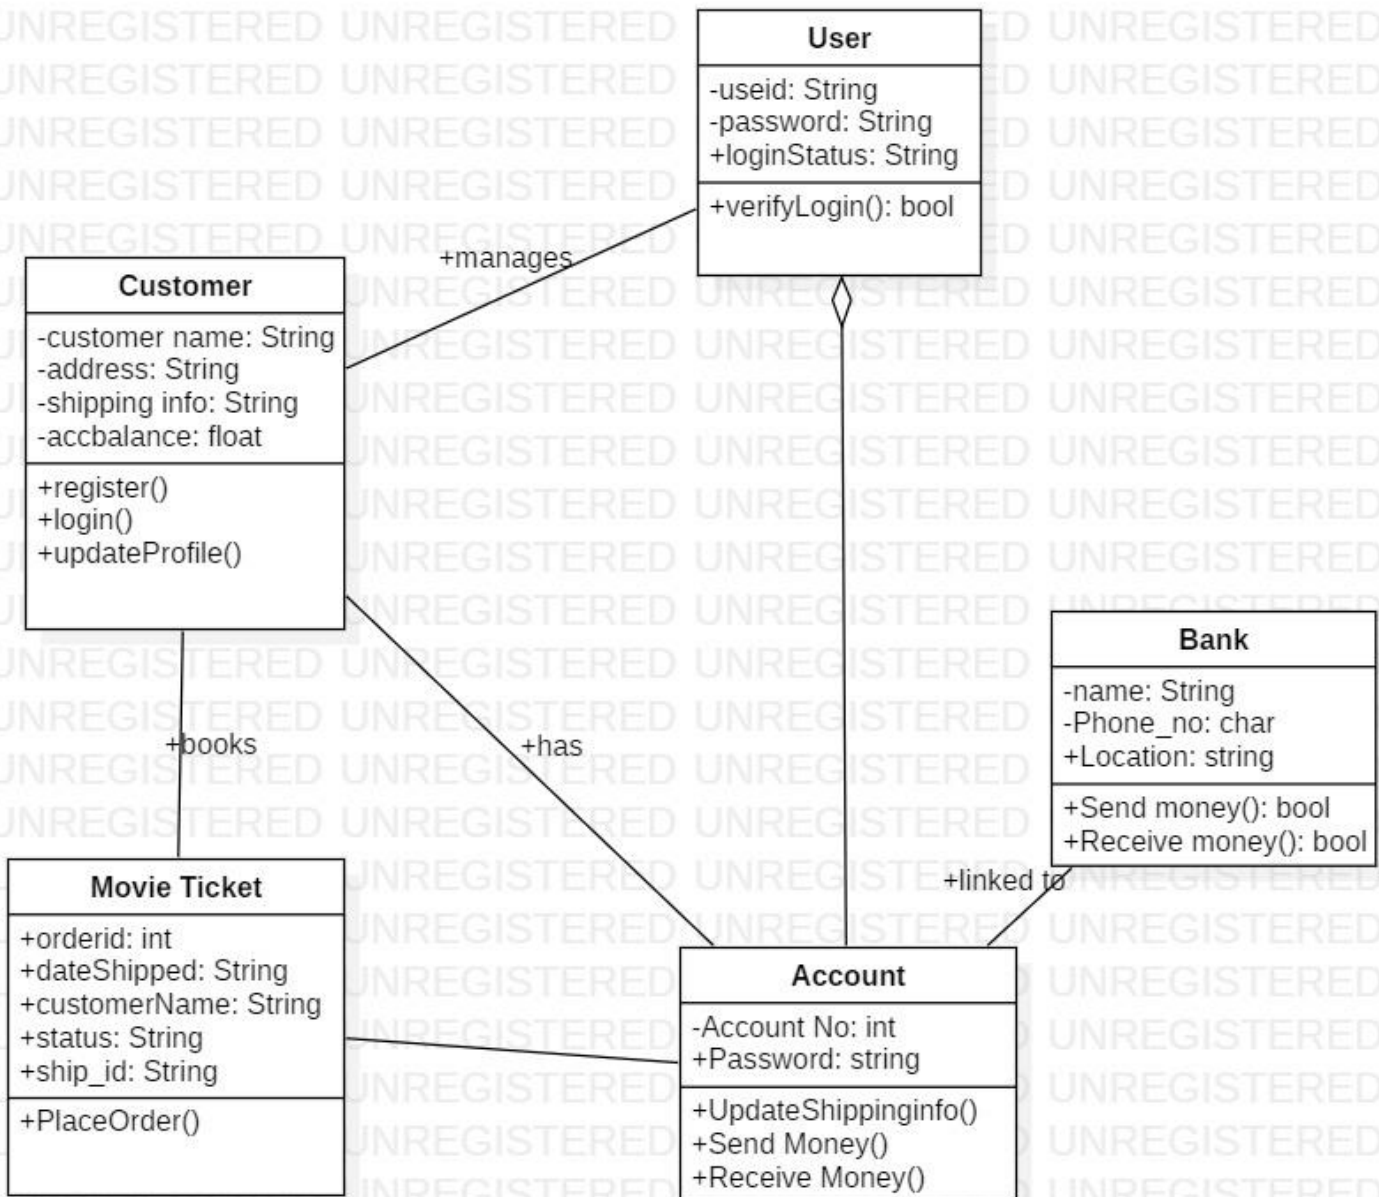 User
-useid: String
-password: String
+loginStatus: String
+verifyLogin(): bool
+manages
Customer
-customer name: String
-address: String
-shipping info: String
-accbalance: float
+register()
+login()
+updateProfile()
+books
+has
Bank
-name: String
-Phone_no: char
+Location: string
+Send money(): bool
+Receive money(): bool
+linked to
Movie Ticket
+orderid: int
+dateShipped: String
+customerName: String
+status: String
+ship_id: String
+PlaceOrder()
Account
-Account No: int
+Password: string
+UpdateShippinginfo()
+Send Money()
+Receive Money()
UNREGISTERED